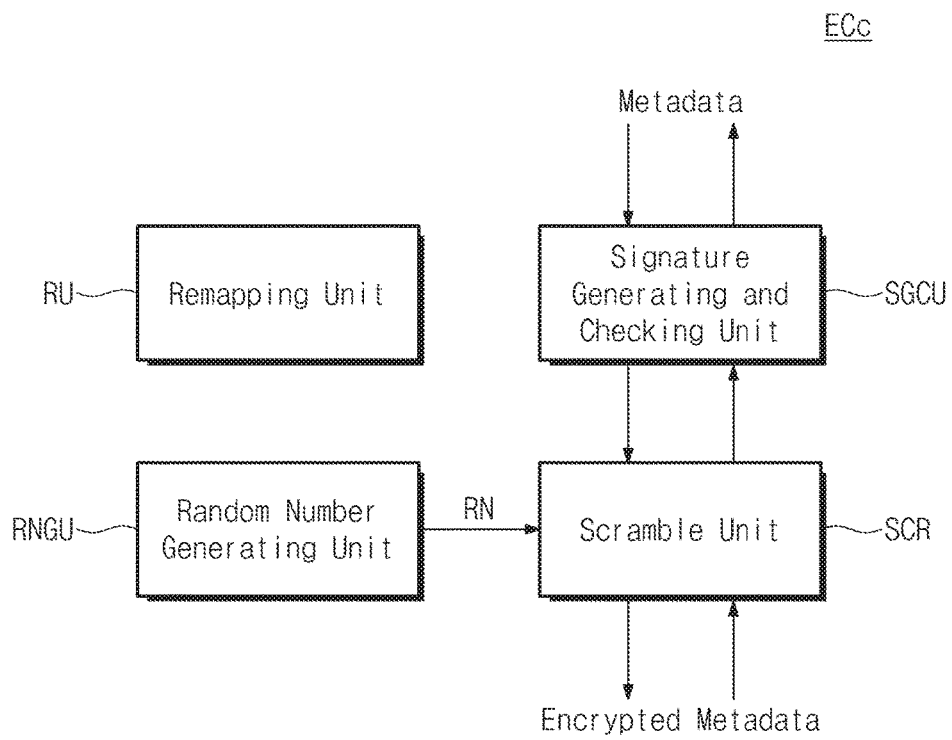 ECc
Metadata
RU
Remapping Unit
Signature
Generating and
Checking Unit
SGCU
RNGU
Random Number
Generating Unit
RN
Scramble Unit
SCR
Encrypted Metadata